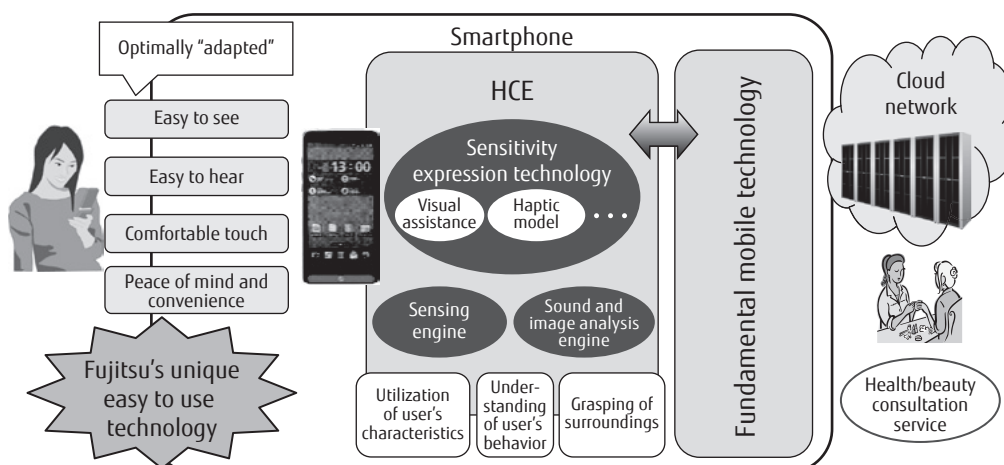 Optimally “adapted”
Easy to see
Easy to hear
Comfortable touch
Peace of mind and
convenience
Fujitsu's unique
easy to use
technology
Smartphone
HCE
13:00
Sensitivity
expression technology
Visual
assistance
Haptic
model
• • •
Sensing
engine
Sound and
image analysis
engine
Utilization
of user's
characteristics
Under-
standing
of user's
behavior
Grasping of
surroundings
Fundamental mobile technology
Cloud
network
Health/beauty
consultation
service